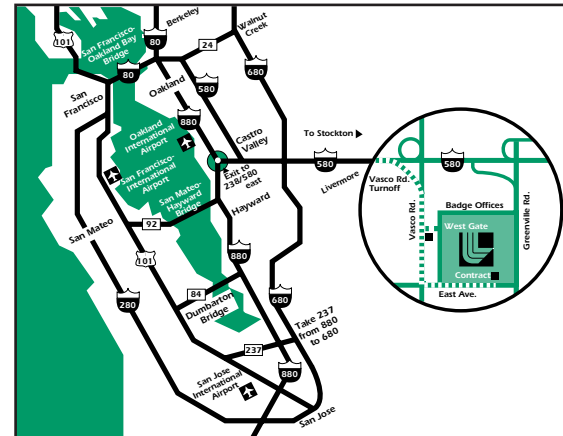 Berkeley
101
San Francisco-
Oakland Bay
Bridge
80
24
Walnut
Creek
80
Oakland
580
680
San
Francisco
880
Oakland
International
Airport
Castro
Valley
To Stockton
580
Livermore
Exit to
238/580
east
San Francisco-
International
Airport
San Mateo-
Hayward
Bridge
Hayward
San Mateo
92
101
880
280
84
Dumbarton
Bridge
680
Take 237
from 880
to 680
237
880
San Jose
International
Airport
San Jose
580
Vasco Rd.
Turnoff
Vasco Rd.
Badge Offices
West Gate
Greenville Rd.
Contract
East Ave.